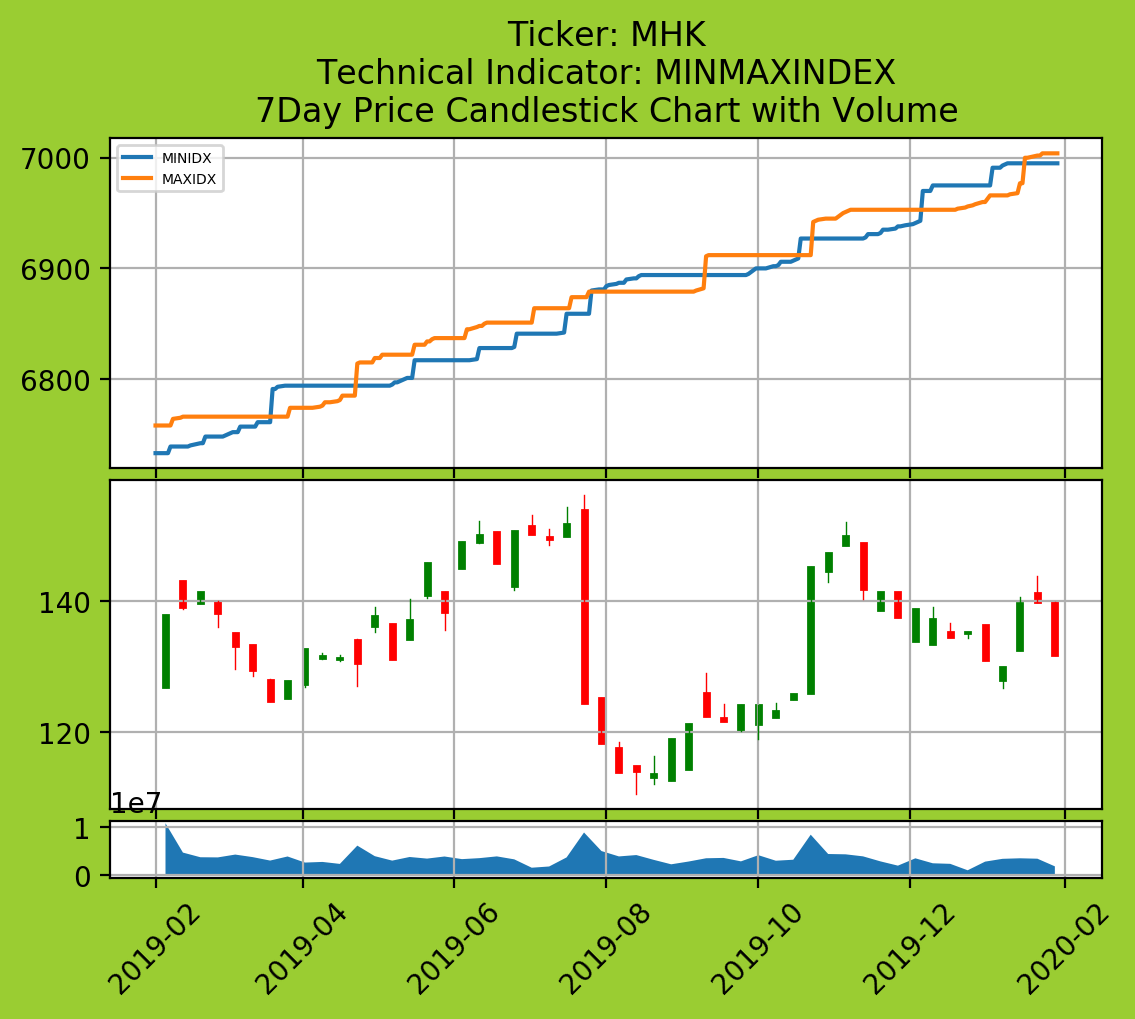 Ticker: MHK
Technical Indicator: MINMAXINDEX
7Day Price Candlestick Chart with Volume
MINIDX
MAXIDX
7000
6900
6800
140
120
1e7
1
0
2019-02
2019-04
2019-06
2019-08
2019-10
2019-12
2020-02